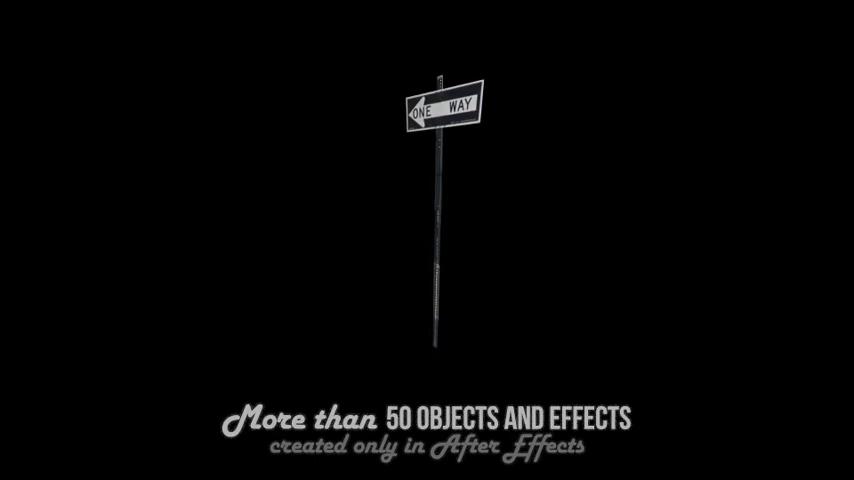 ONE WAY
More than 50 OBJECTS AND EFFECTS
created only in After Effects